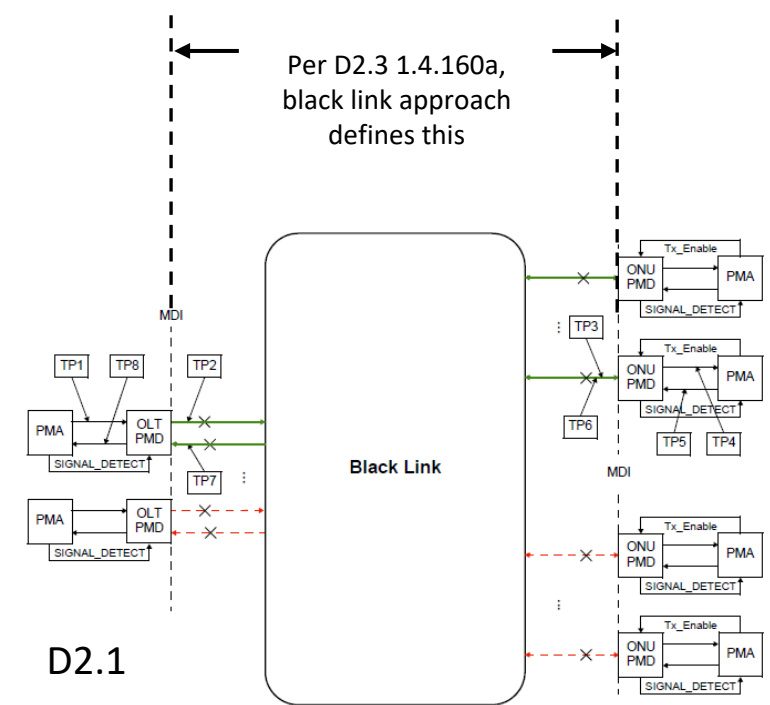 Per D2.3 1.4.160a,
black link approach
defines this
MDI
TP1
TP8
TP2
PMA
OLT
PMD
SIGNAL_DETECT
TP7
PMA
OLT
PMD
SIGNAL_DETECT
Black Link
Tx_Enable
ONU
PMD
PMA
SIGNAL_DETECT
TP3
Tx_Enable
ONU
PMD
PMA
SIGNAL_DETECT
TP6
TP5
TP4
MDI
Tx_Enable
ONU
PMD
PMA
SIGNAL_DETECT
Tx_Enable
ONU
PMD
PMA
SIGNAL_DETECT
D2.1